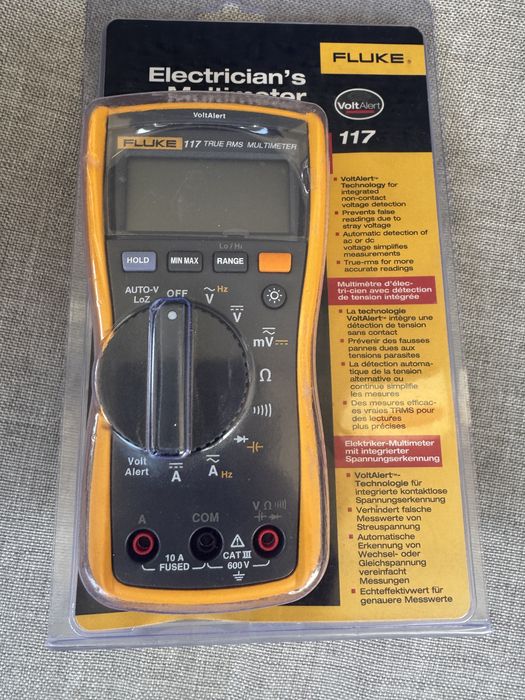 FLUKE®
Electrician's
Multimeter
VoltAlert
117
VoltAlert
FLUKE 117 TRUE RMS MULTIMETER
Lo / Hi
HOLD
MIN MAX
RANGE
AUTO-V
LoZ
OFF
V Hz
V
mV
Ω
Volt
Alert
A
A Hz
A
COM
V Ω
10 A
FUSED
CAT III
600 V
VoltAlert™
Technology for
integrated
non-contact
voltage detection
Prevents false
readings due to
stray voltage
Automatic detection of
ac or dc
voltage simplifies
measurements
True-rms for more
accurate readings
Multimètre d'élec-
tri-cien avec détection
de tension intégrée
La technologie
VoltAlert™ intègre une
détection de tension
sans contact
Prévenir des fausses
pannes dues aux
tensions parasites
La détection automa-
tique de la tension
alternative ou
continue simplifie
les mesures
Des mesures effica-
es vraies TRMS pour
des lectures
plus précises
Elektriker-Multimeter
mit integrierter
Spannungserkennung
VoltAlert™-
Technologie für
integrierte kontaktlose
Spannungserkennung
Verhindert falsche
Messwerte von
Streuspannung
Automatische
Erkennung von
Wechsel- oder
Gleichspannung
vereinfacht
Messungen
Echteffektivwert für
genauere Messwerte